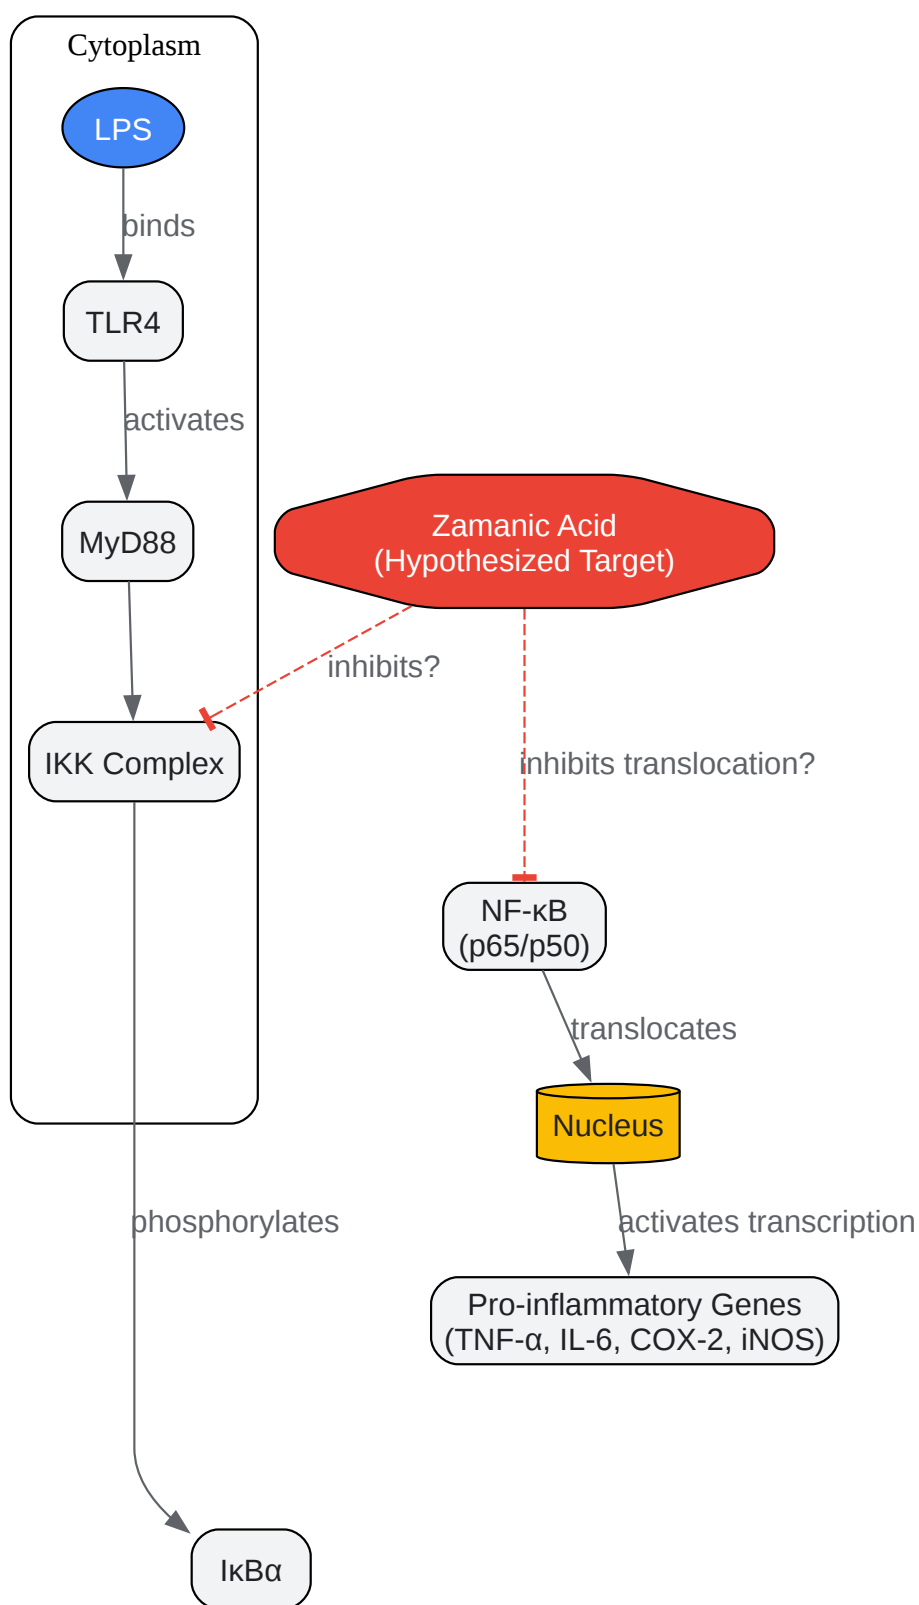 Cytoplasm
LPS
binds
TLR4
activates
MyD88
Zamanic Acid
(Hypothesized Target)
inhibits?
IKK Complex
inhibits translocation?
NF-κB
(p65/p50)
translocates
Nucleus
phosphorylates
activates transcription
Pro-inflammatory Genes
(TNF-α, IL-6, COX-2, iNOS)
IκBα